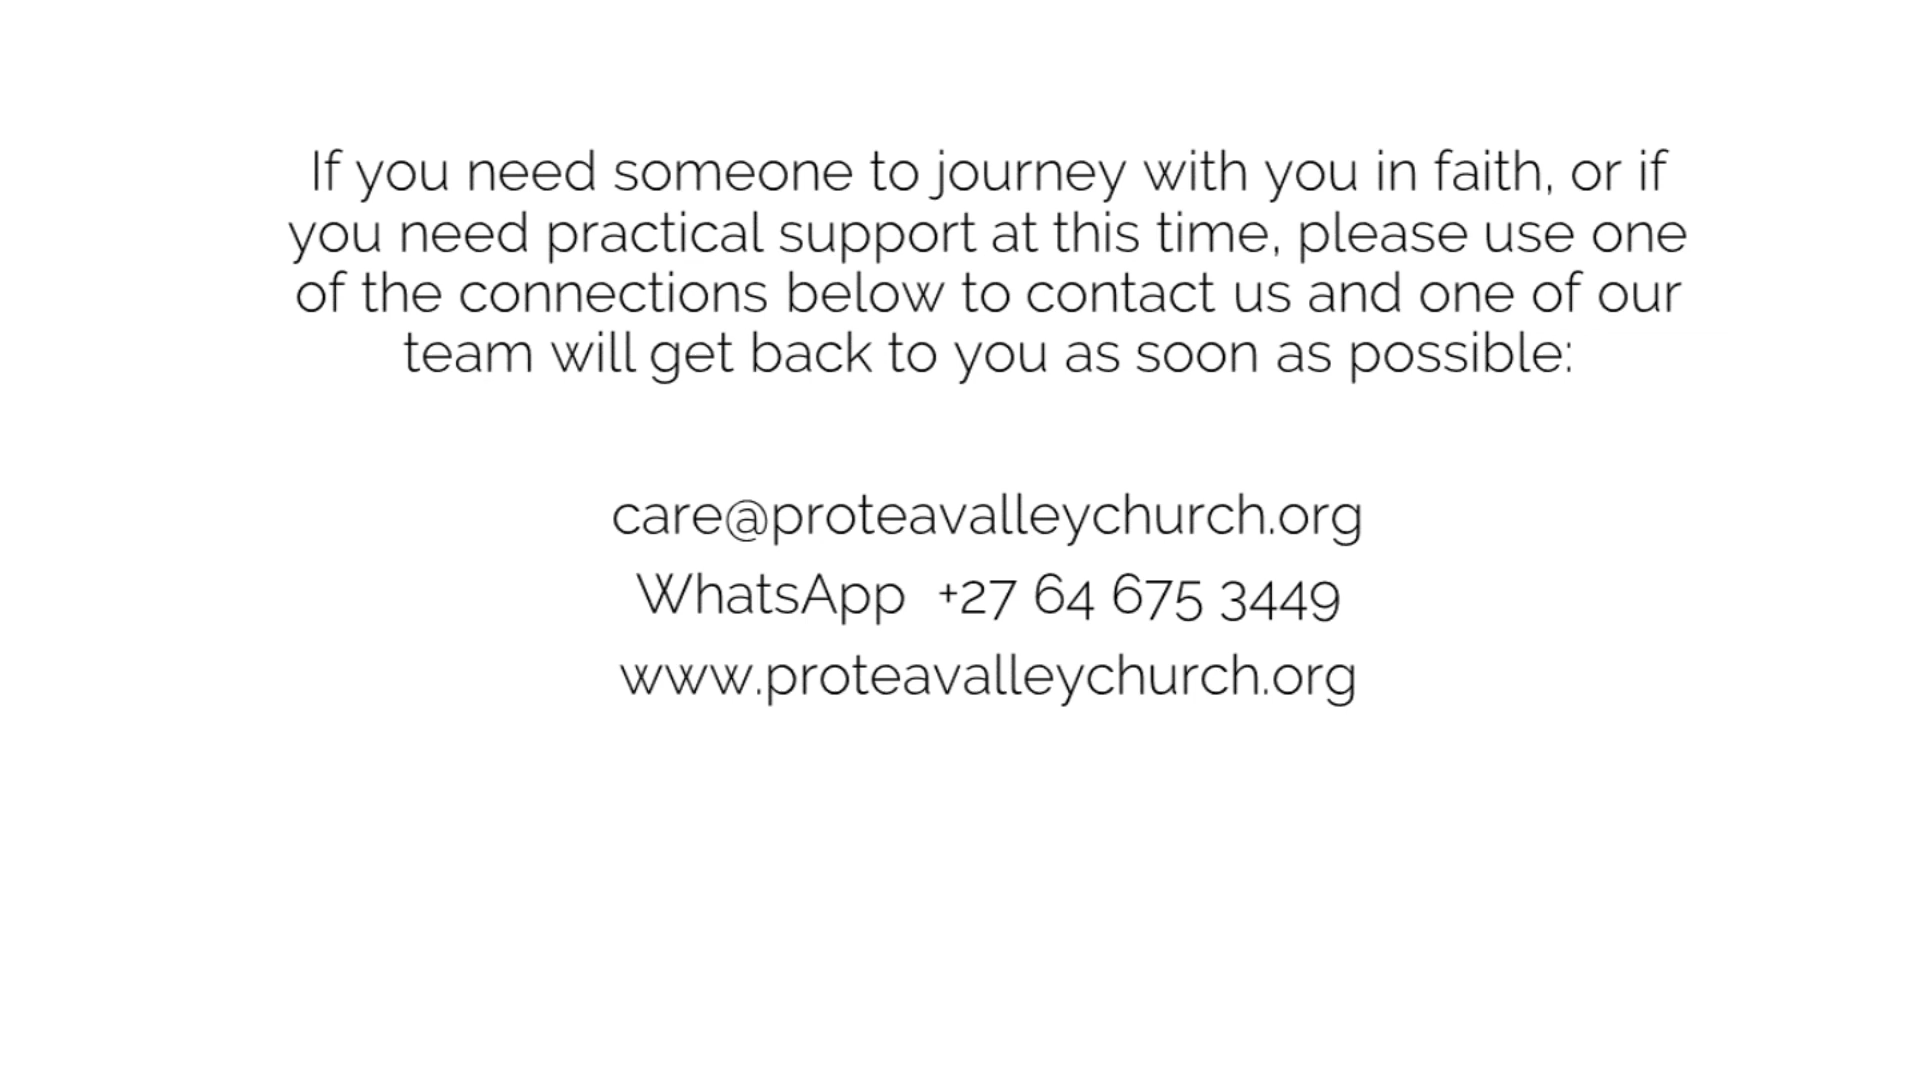 If you need someone to journey with you in faith, or if
you need practical support at this time, please use one
of the connections below to contact us and one of our
team will get back to you as soon as possible:
care@proteavalleychurch.org
WhatsApp +27 64 675 3449
www.proteavalleychurch.org